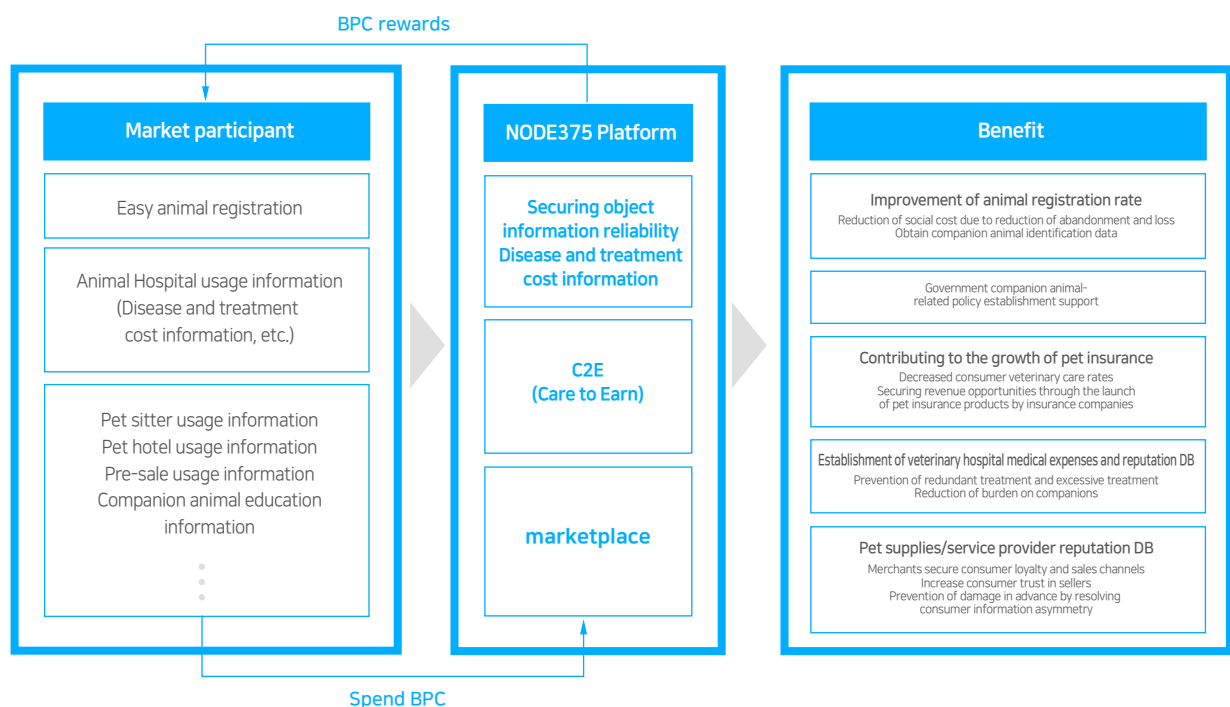 BPC rewards
Market participant
Easy animal registration
Animal Hospital usage information
(Disease and treatment
cost information, etc.)
Pet sitter usage information
Pet hotel usage information
Pre-sale usage information
Companion animal education
information
NODE375 Platform
Securing object
information reliability
Disease and treatment
cost information
C2E
(Care to Earn)
marketplace
Benefit
Improvement of animal registration rate
Reduction of social cost due to reduction of abandonment and loss
Obtain companion animal identification data
Government companion animal-
related policy establishment support
Contributing to the growth of pet insurance
Decreased consumer veterinary care rates
Securing revenue opportunities through the launch
of pet insurance products by insurance companies
Establishment of veterinary hospital medical expenses and reputation DB
Prevention of redundant treatment and excessive treatment
Reduction of burden on companions
Pet supplies/service provider reputation DB
Merchants secure consumer loyalty and sales channels
Increase consumer trust in sellers
Prevention of damage in advance by resolving
consumer information asymmetry
Spend BPC